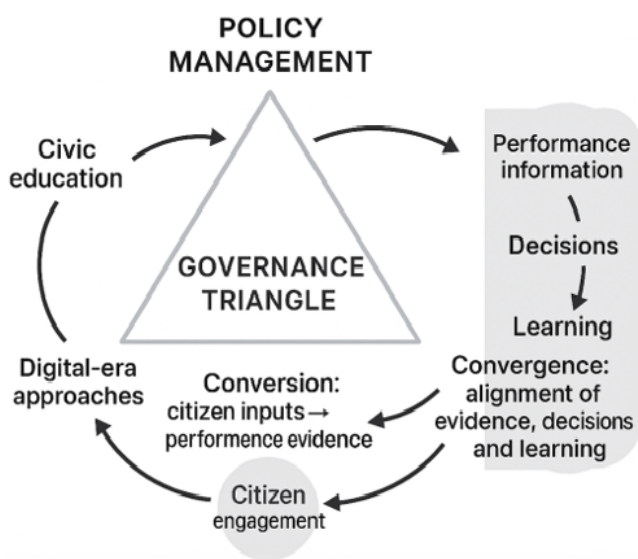 POLICY
MANAGEMENT
Civic
education
Performance
information
Decisions
GOVERNANCE
TRIANGLE
Learning
Digital-era
approaches
Conversion:
citizen inputs →
performence evidence
Convergence:
alignment of
evidence, decisions
and learning
Citizen
engagement